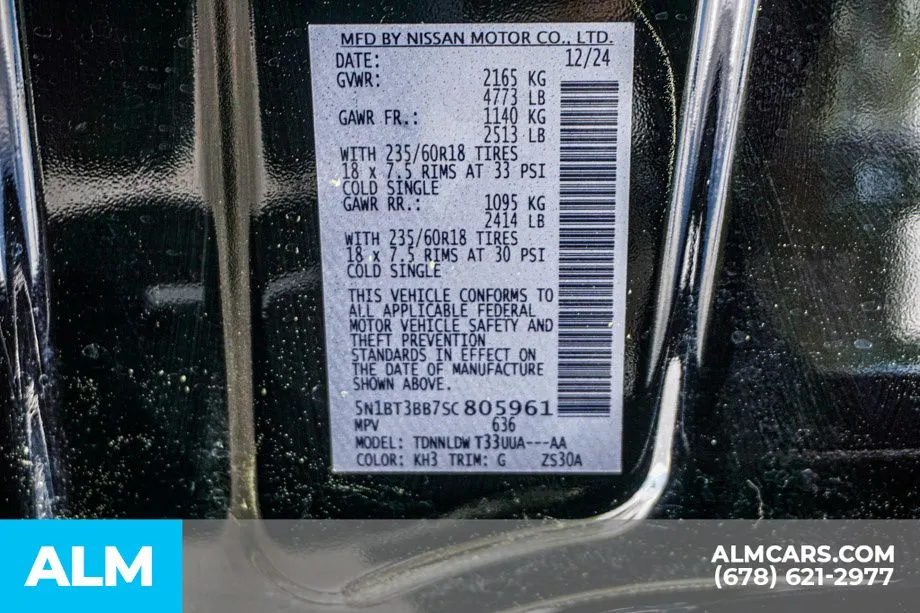 MFD BY NISSAN MOTOR CO., LTD.
DATE: 12/24
GVWR: 2165 KG
4773 LB
GAWR FR.: 1140 KG
2513 LB
WITH 235/60R18 TIRES
18 x 7.5 RIMS AT 33 PSI
COLD SINGLE
GAWR RR.: 1095 KG
2414 LB
WITH 235/60R18 TIRES
18 x 7.5 RIMS AT 30 PSI
COLD SINGLE
THIS VEHICLE CONFORMS TO
ALL APPLICABLE FEDERAL
MOTOR VEHICLE SAFETY AND
THEFT PREVENTION
STANDARDS IN EFFECT ON
THE DATE OF MANUFACTURE
SHOWN ABOVE.
5N1BT3BB7SC805961
MPV 636
MODEL: TDNNLDW T33UUA---AA
COLOR: KH3 TRIM: G ZS30A
ALM
ALMCARS.COM
(678) 621-2977